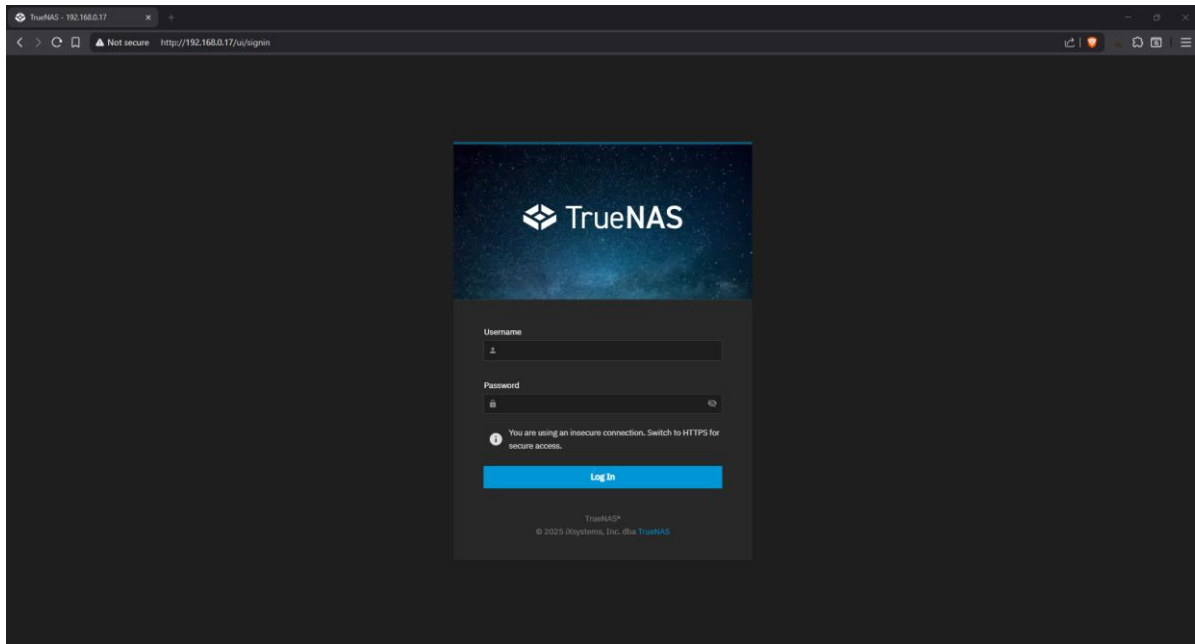 TrueNAS - 192.168.0.17
Not secure http://192.168.0.17/ui/signin
TrueNAS
Username
Password
You are using an insecure connection. Switch to HTTPS for
secure access.
Log In
TrueNAS®
© 2025 iXsystems, Inc. dba TrueNAS